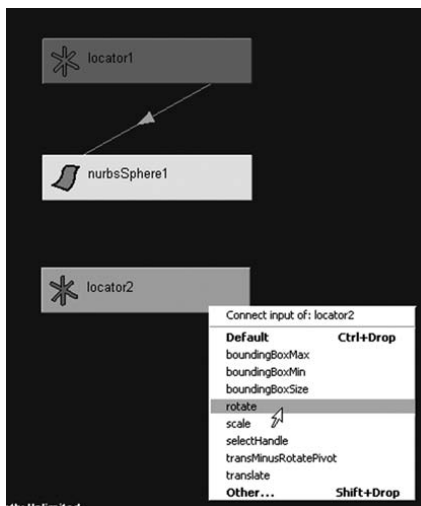 locator1
nurbsSphere1
locator2
Connect input of: locator2
Default Ctrl+Drop
boundingBoxMax
boundingBoxMin
boundingBoxSize
rotate
scale
selectHandle
transMinusRotatePivot
translate
Other... Shift+Drop